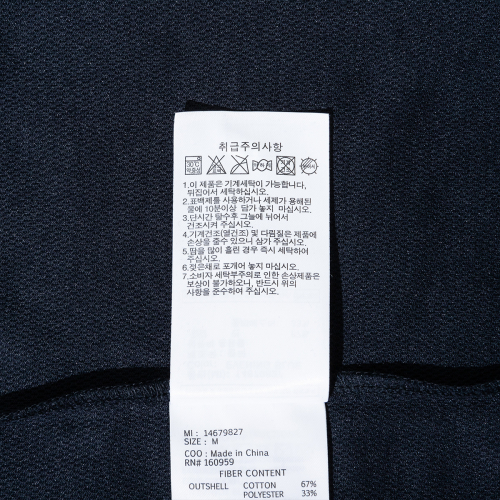 취급주의사항
30℃
약중성
1.이 제품은 기계세탁이 가능합니다,
뒤집어서 세탁하십시오.
2.표백제를 사용하거나 세제가 용해된
물에 10분이상 담가 놓지 마십시오.
3.단시간 탈수후 그늘에 뉘어서
건조시켜 주십시오.
4.기계건조(열건조) 및 다림질은 제품에
손상을 줄수 있으니 삼가 주십시오.
5.땀을 많이 흘린 경우 즉시 세탁하여
주십시오.
6.젖은채로 포개어 놓지 마십시오.
7.소비자 세탁부주의로 인한 손상제품은
보상이 불가하오니, 반드시 위의
사항을 준수하여 주십시오.
MI: 14679827
SIZE: M
COO: Made in China
RN# 160959
FIBER CONTENT
OUTSHELL COTTON 67%
POLYESTER 33%